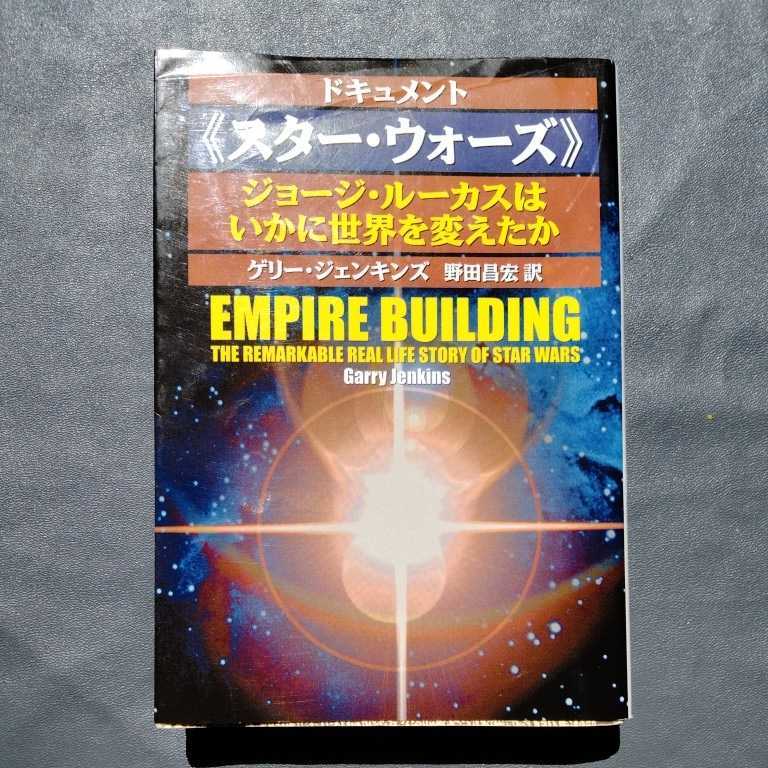 ドキュメント
《スター・ウォーズ》
ジョージ・ルーカスは
いかに世界を変えたか
ゲリー・ジェンキンズ 野田昌宏 訳
EMPIRE BUILDING
THE REMARKABLE REAL LIFE STORY OF STAR WARS
Garry Jenkins